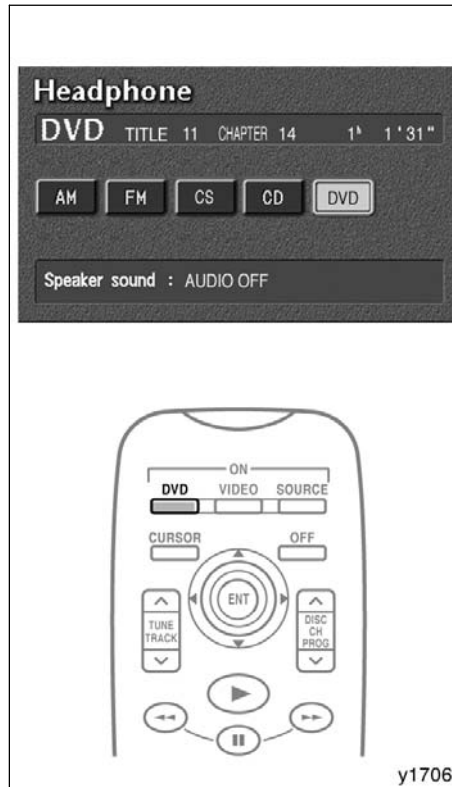 Headphone
DVD TITLE 11 CHAPTER 14 1h 1'31"
AM FM CS CD DVD
Speaker sound : AUDIO OFF
ON
DVD VIDEO SOURCE
CURSOR OFF
ENT
TUNE
TRACK
DISC
CH
PROG
y1706